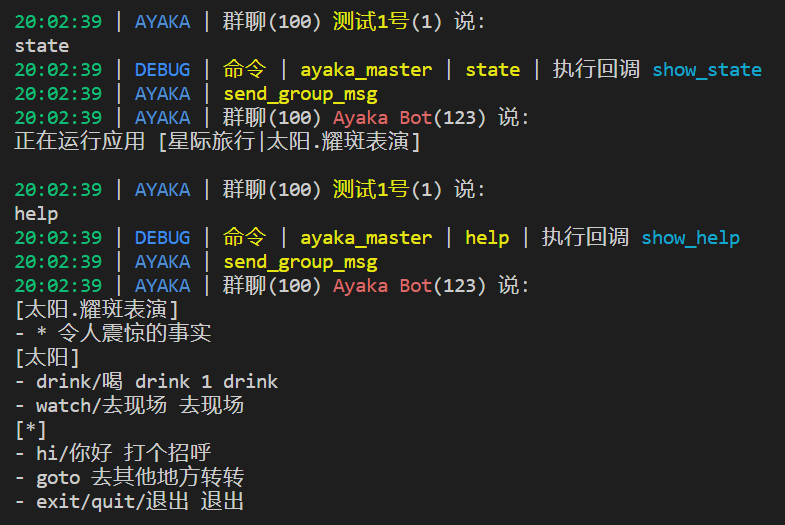 20:02:39 | AYAKA | 群聊(100) 测试1号(1) 说:
state
20:02:39 | DEBUG | 命令 | ayaka_master | state | 执行回调 show_state
20:02:39 | AYAKA | send_group_msg
20:02:39 | AYAKA | 群聊(100) Ayaka Bot(123) 说:
正在运行应用 [星际旅行|太阳.耀斑表演]
20:02:39 | AYAKA | 群聊(100) 测试1号(1) 说:
help
20:02:39 | DEBUG | 命令 | ayaka_master | help | 执行回调 show_help
20:02:39 | AYAKA | send_group_msg
20:02:39 | AYAKA | 群聊(100) Ayaka Bot(123) 说:
[太阳.耀斑表演]
- * 令人震惊的事实
[太阳]
- drink/喝 drink 1 drink
- watch/去现场 去现场
[*]
- hi/你好 打个招呼
- goto 去其他地方转转
- exit/quit/退出 退出